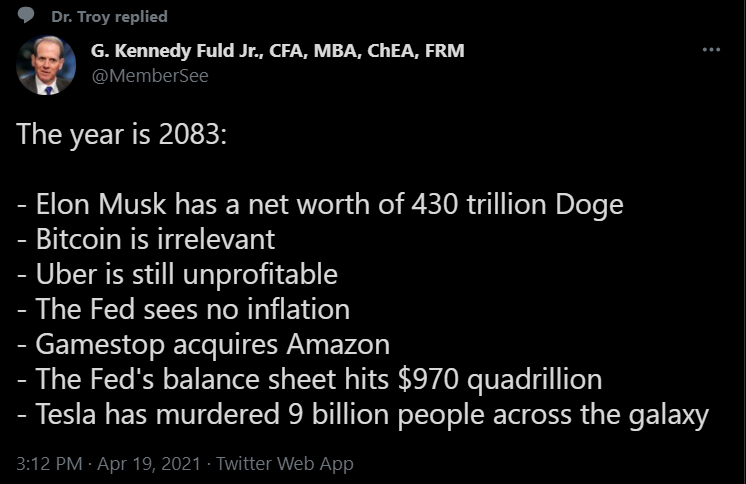 Dr. Troy replied
G. Kennedy Fuld Jr., CFA, MBA, ChEA, FRM
@MemberSee
The year is 2083:
- Elon Musk has a net worth of 430 trillion Doge
- Bitcoin is irrelevant
- Uber is still unprofitable
- The Fed sees no inflation
- Gamestop acquires Amazon
- The Fed's balance sheet hits $970 quadrillion
- Tesla has murdered 9 billion people across the galaxy
3:12 PM · Apr 19, 2021 · Twitter Web App